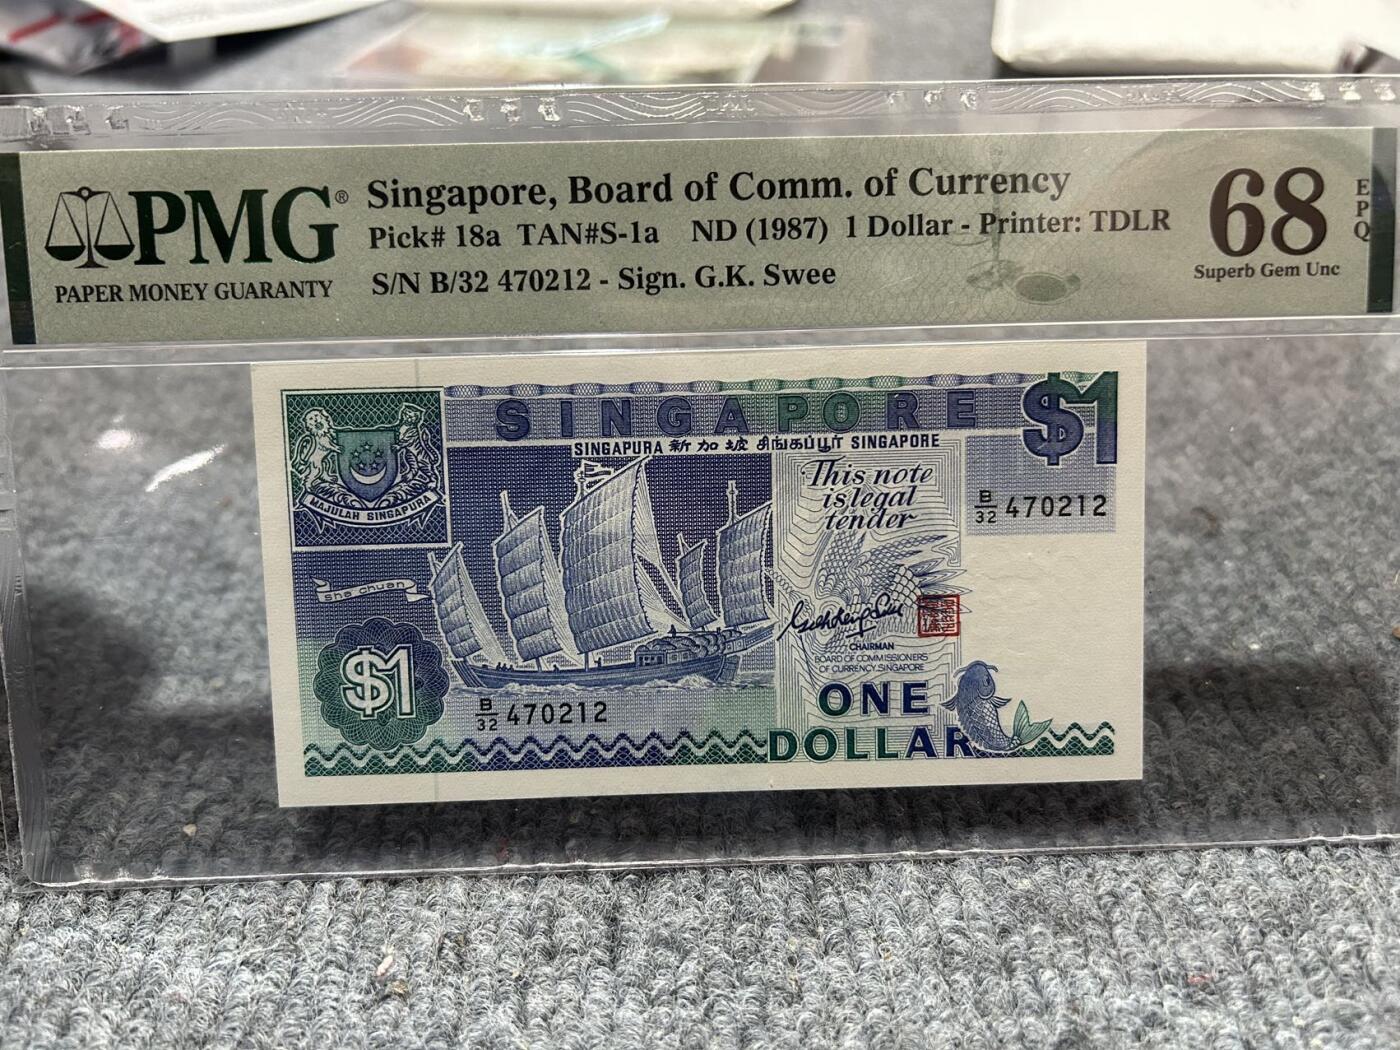 PMG®
PAPER MONEY GUARANTY
Singapore, Board of Comm. of Currency
Pick# 18a TAN#S-1a ND (1987) 1 Dollar - Printer: TDLR
S/N B/32 470212 - Sign. G.K. Swee
68
EPQ
Superb Gem Unc
SINGAPORE
$1
SINGAPURA 新加坡 சிங்கப்பூர் SINGAPORE
MAJULAH SINGAPURA
This note
is legal
tender
B/32 470212
Sha Chuan
CHAIRMAN
BOARD OF COMMISSIONERS
OF CURRENCY, SINGAPORE
$1
B/32 470212
ONE
DOLLAR